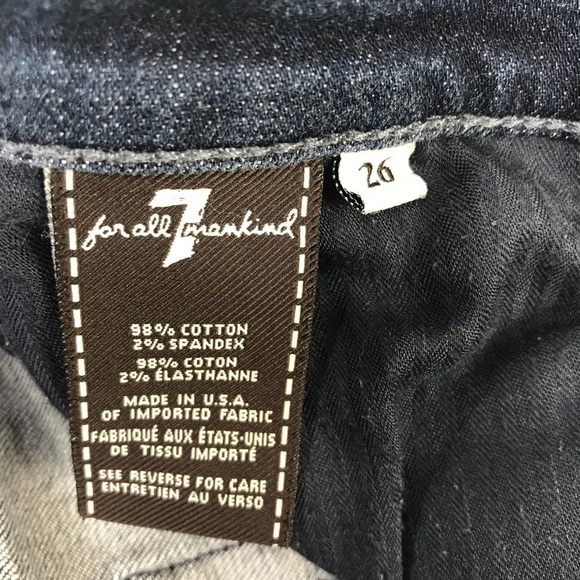 7
for all mankind
26
98% COTTON
2% SPANDEX
98% COTON
2% ÉLASTHANNE
MADE IN U.S.A.
OF IMPORTED FABRIC
FABRIQUÉ AUX ÉTATS-UNIS
DE TISSU IMPORTÉ
SEE REVERSE FOR CARE
ENTRETIEN AU VERSO